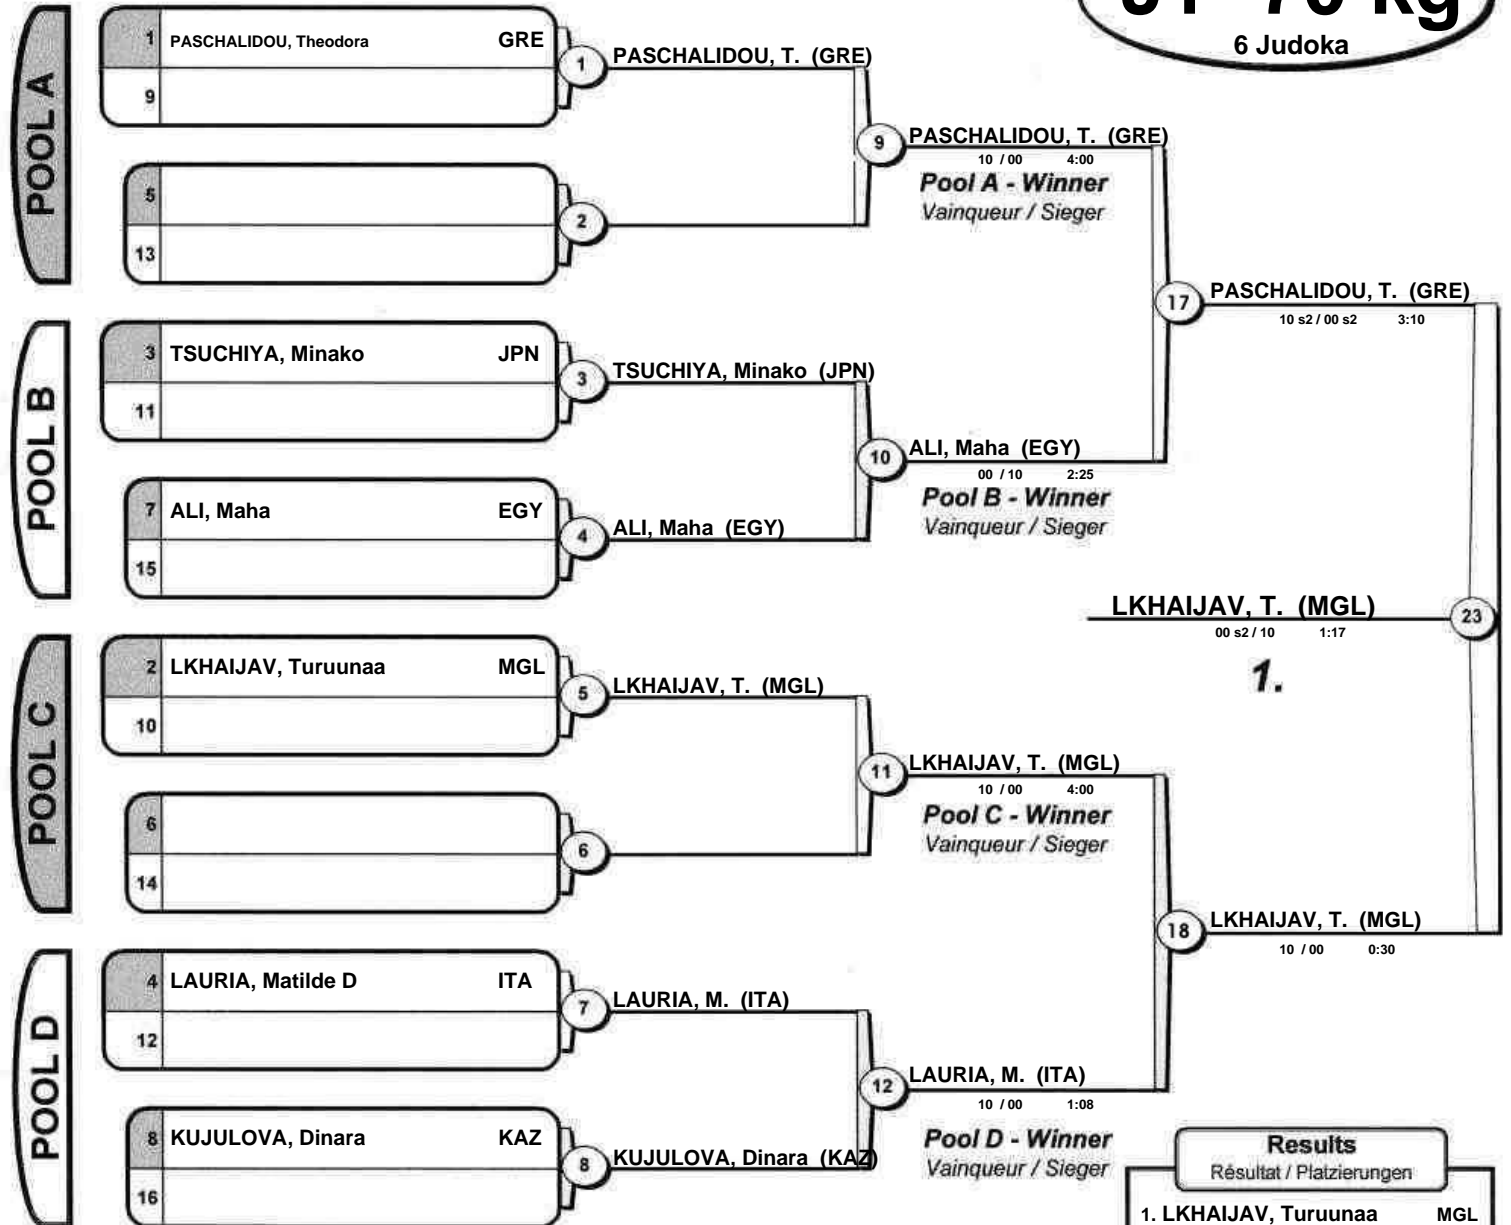 6 Judoka
POOL A
1 PASCHALIDOU, Theodora GRE
9
5
13
1 PASCHALIDOU, T. (GRE)
2
9 PASCHALIDOU, T. (GRE)
10 / 00 4:00
Pool A - Winner
Vainqueur / Sieger
17 PASCHALIDOU, T. (GRE)
10 s2 / 00 s2 3:10
POOL B
3 TSUCHIYA, Minako JPN
11
7 ALI, Maha EGY
15
3 TSUCHIYA, Minako (JPN)
4 ALI, Maha (EGY)
10 ALI, Maha (EGY)
00 / 10 2:25
Pool B - Winner
Vainqueur / Sieger
LKHAIJAV, T. (MGL) 23
00 s2 / 10 1:17
1.
POOL C
2 LKHAIJAV, Turuunaa MGL
10
6
14
5 LKHAIJAV, T. (MGL)
6
11 LKHAIJAV, T. (MGL)
10 / 00 4:00
Pool C - Winner
Vainqueur / Sieger
18 LKHAIJAV, T. (MGL)
10 / 00 0:30
POOL D
4 LAURIA, Matilde D ITA
12
8 KUJULOVA, Dinara KAZ
16
7 LAURIA, M. (ITA)
8 KUJULOVA, Dinara (KAZ)
12 LAURIA, M. (ITA)
10 / 00 1:08
Pool D - Winner
Vainqueur / Sieger
Results
Résultat / Platzierungen
1. LKHAIJAV, Turuunaa MGL